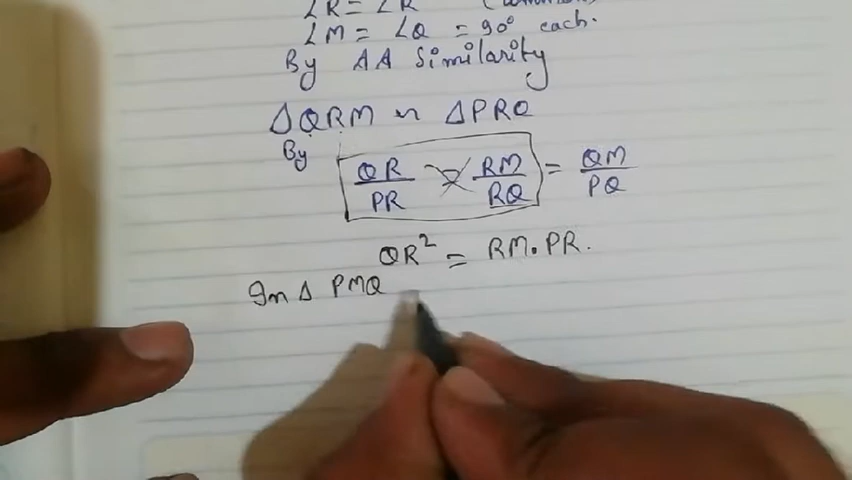 ∠R = ∠R
∠M = ∠Q = 90° each.
By AA Similarity
ΔQRM ~ ΔPRQ
By QR/PR = RM/RQ = QM/PQ
QR² = RM.PR.
In Δ PMQ